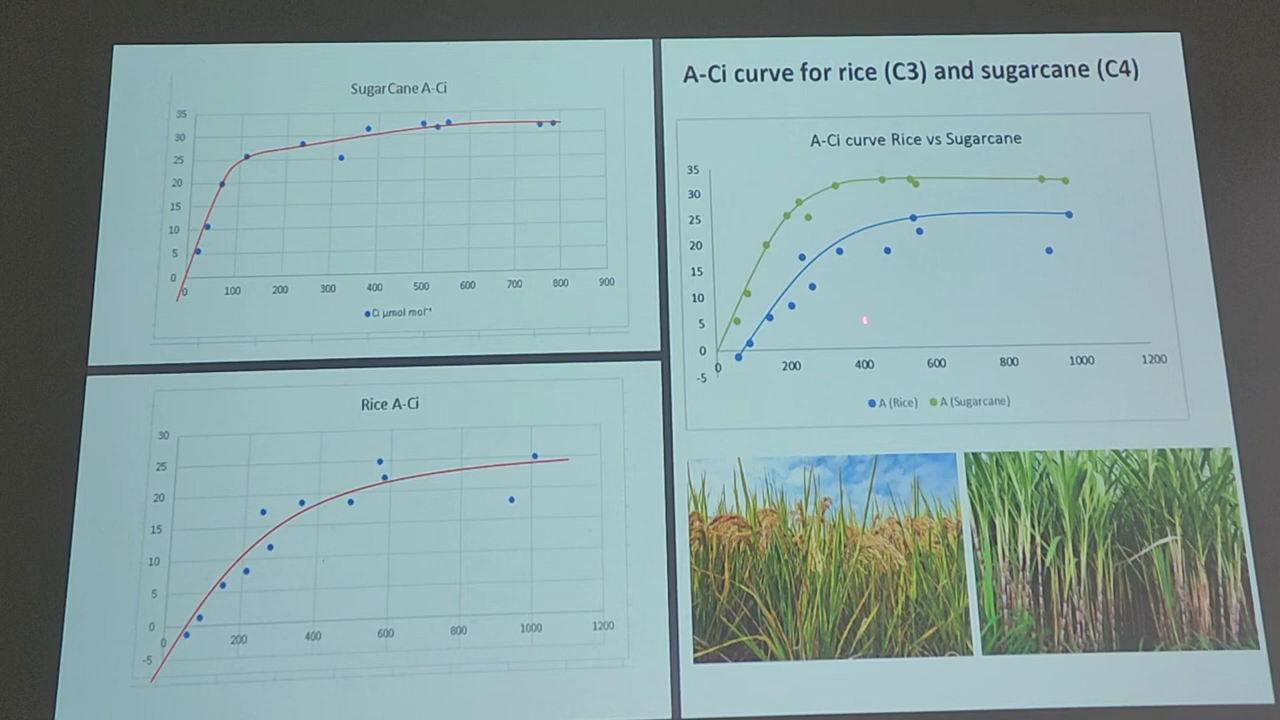 SugarCane A-Ci
35
30
25
20
15
10
5
0
0 100 200 300 400 500 600 700 800 900
Ci µmol mol⁻¹
Rice A-Ci
30
25
20
15
10
5
0
-5
0 200 400 600 800 1000 1200
A-Ci curve for rice (C3) and sugarcane (C4)
A-Ci curve Rice vs Sugarcane
35
30
25
20
15
10
5
0
-5
0 200 400 600 800 1000 1200
A (Rice) A (Sugarcane)